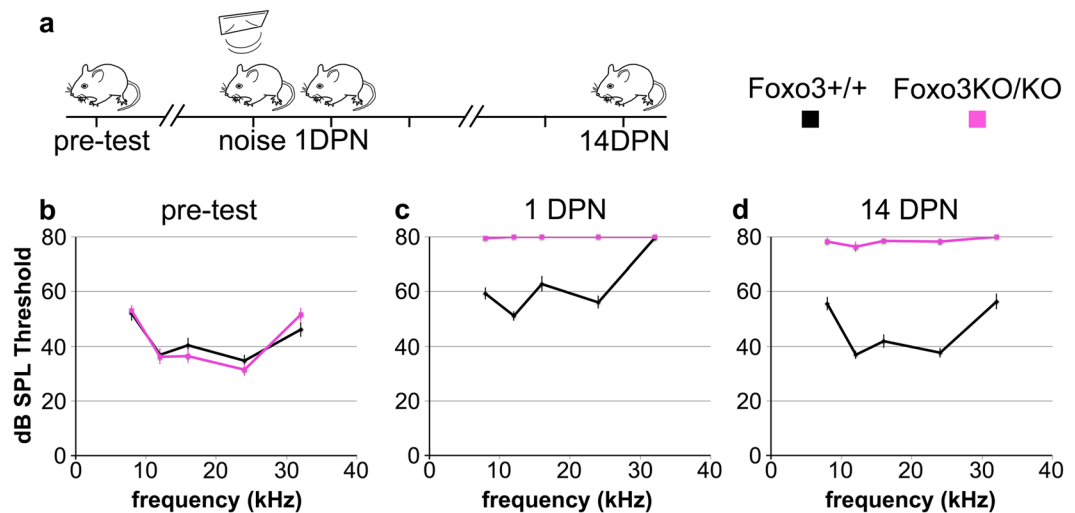 a
pre-test
noise 1DPN
14DPN
Foxo3+/+ Foxo3KO/KO
b pre-test
c 1 DPN
d 14 DPN
dB SPL Threshold
80
60
40
20
0
0 10 20 30 40
frequency (kHz)
80
60
40
20
0
0 10 20 30 40
frequency (kHz)
80
60
40
20
0
0 10 20 30 40
frequency (kHz)